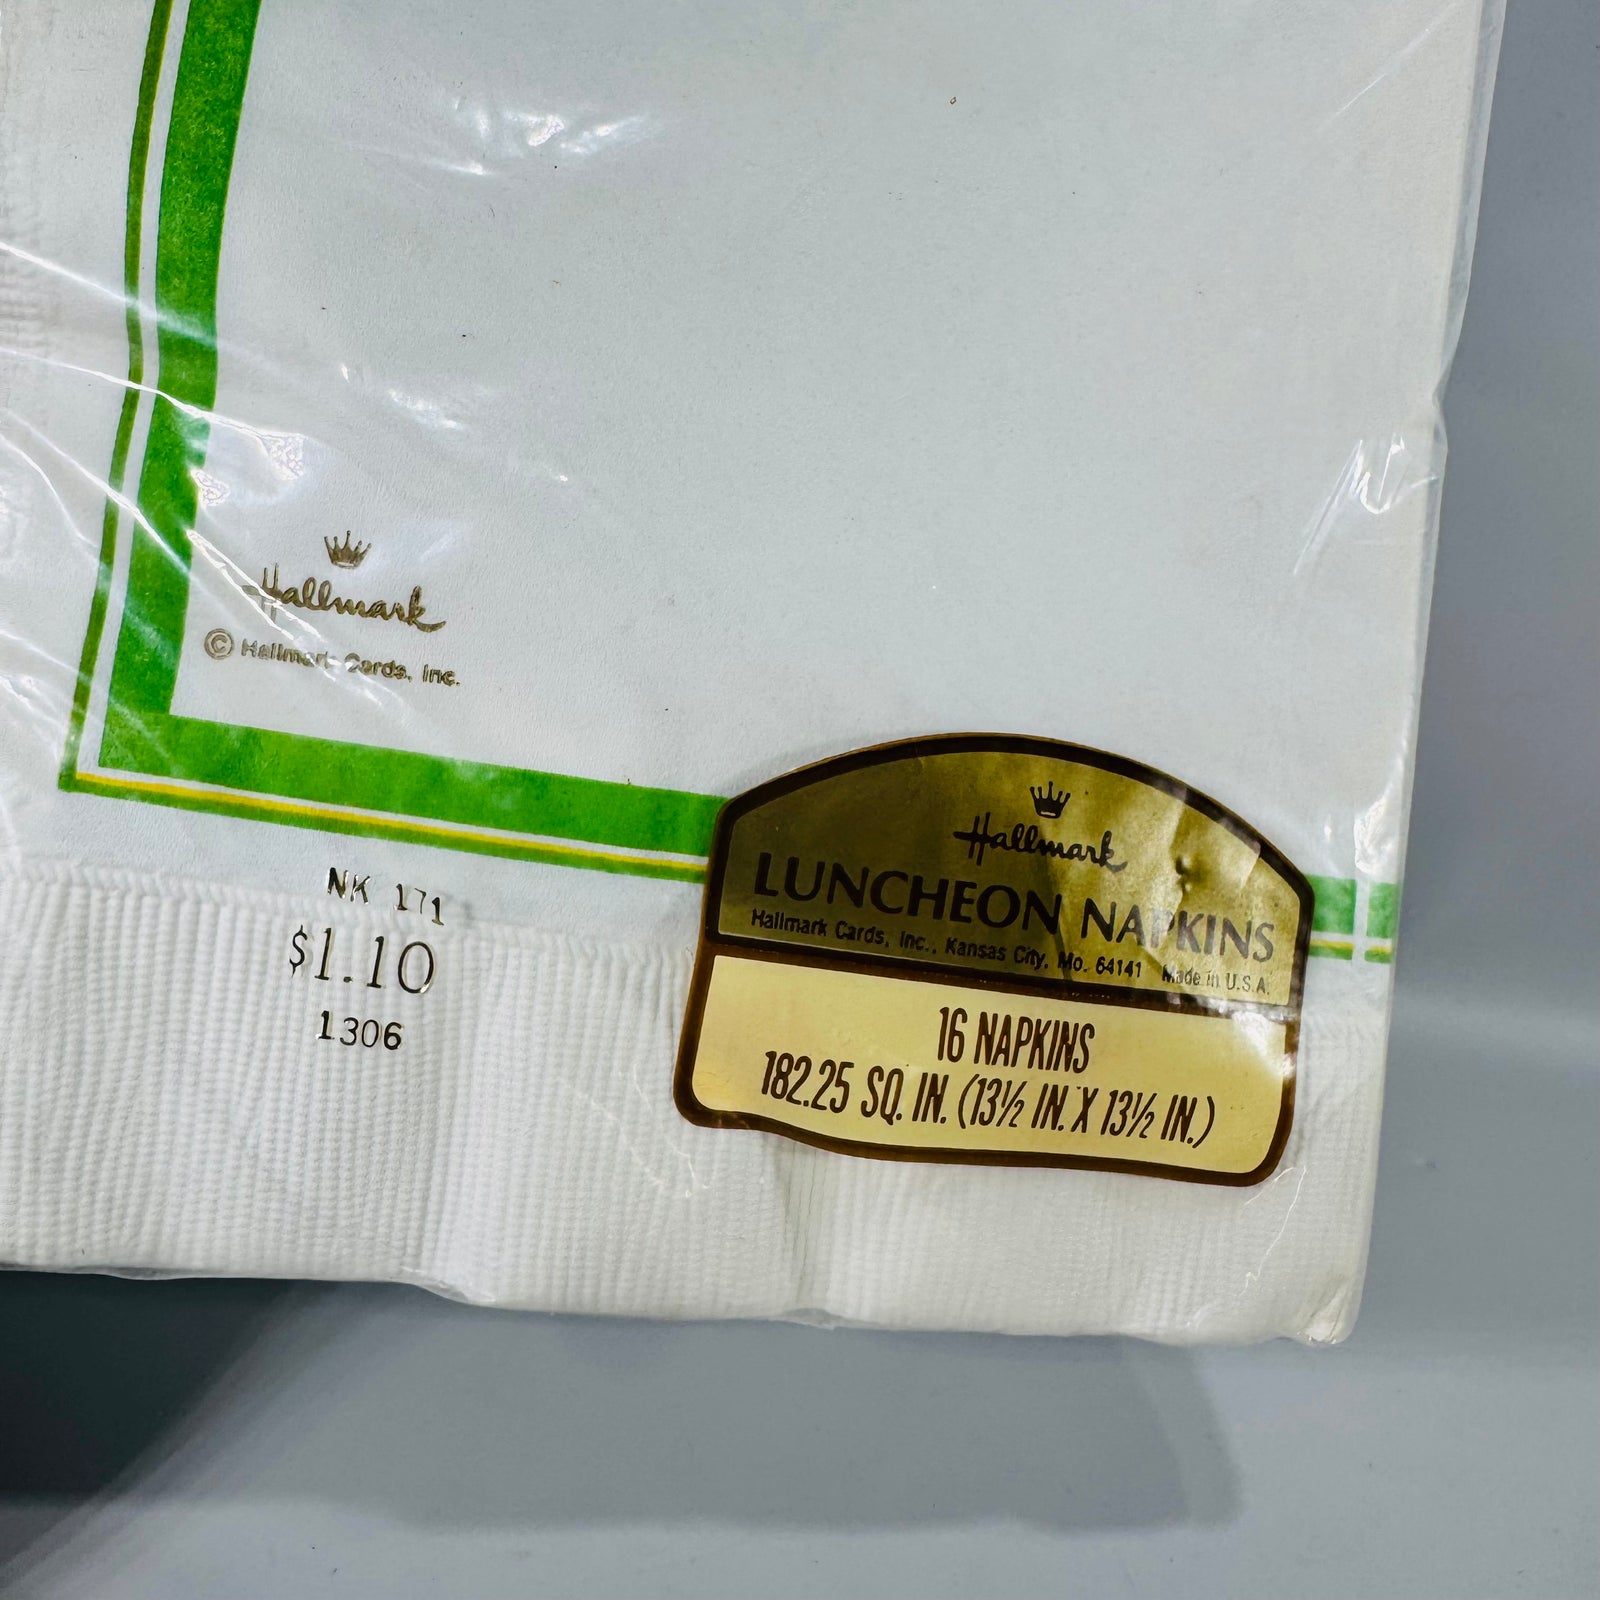 Hallmark
© Hallmark Cards, Inc.
NK 171
$1.10
1306
Hallmark
LUNCHEON NAPKINS
Hallmark Cards, Inc., Kansas City, Mo. 64141 Made in U.S.A.
16 NAPKINS
182.25 SQ. IN. (13½ IN. X 13½ IN.)